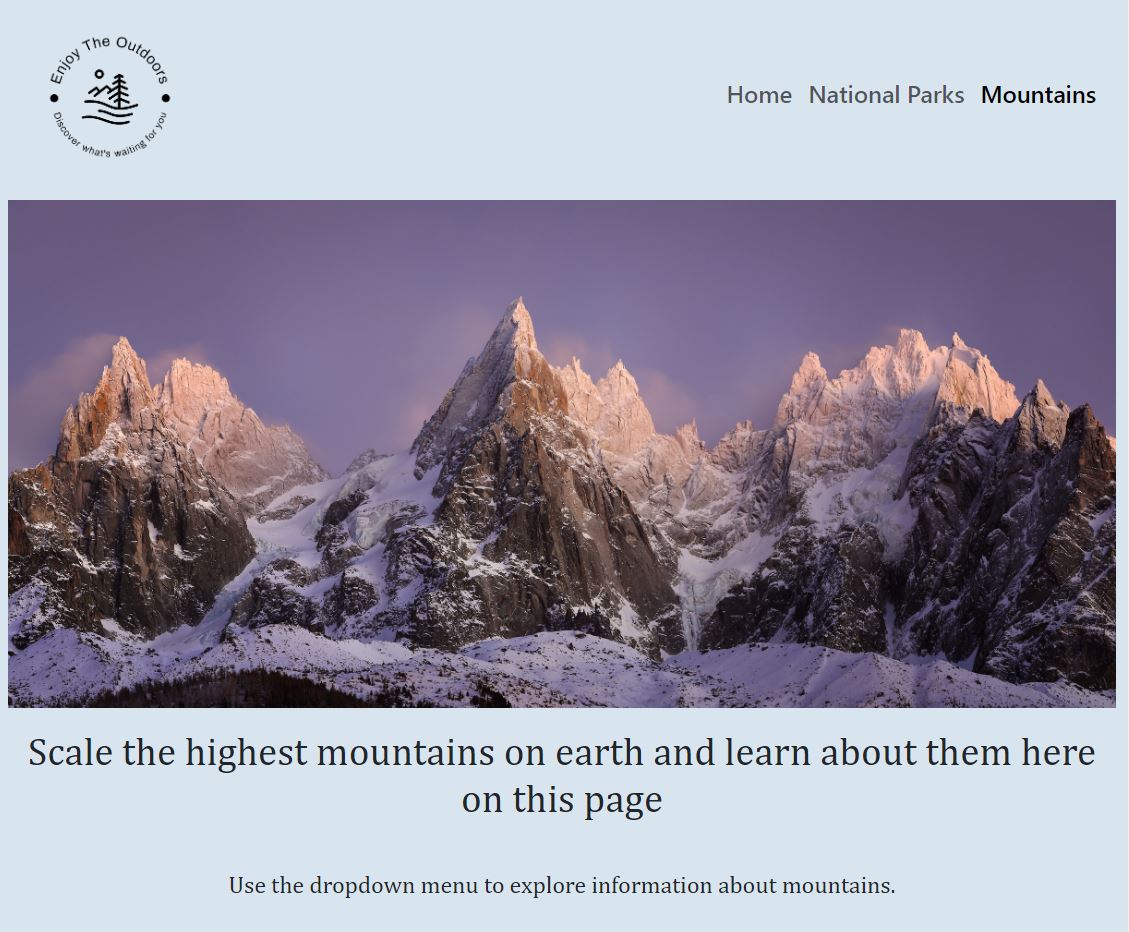 Enjoy The Outdoors
Discover what's waiting for you
Home National Parks Mountains
Scale the highest mountains on earth and learn about them here
on this page
Use the dropdown menu to explore information about mountains.